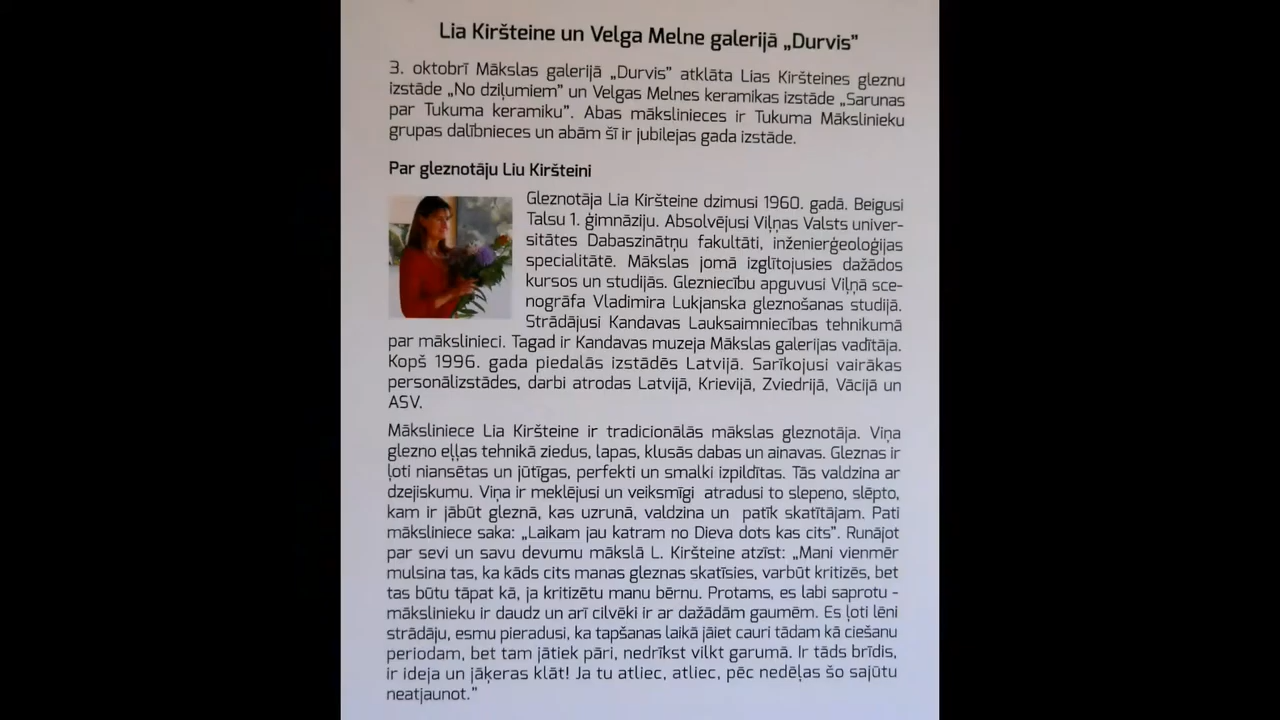 Lia Kiršteine un Velga Melne galerijā „Durvis”
3. oktobrī Mākslas galerijā „Durvis” atklāta Lias Kiršteines gleznu
izstāde „No dziļumiem” un Velgas Melnes keramikas izstāde „Sarunas
par Tukuma keramiku”. Abas mākslinieces ir Tukuma Mākslinieku
grupas dalībnieces un abām šī ir jubilejas gada izstāde.
Par gleznotāju Liu Kiršteini
Gleznotāja Lia Kiršteine dzimusi 1960. gadā. Beigusi
Talsu 1. ģimnāziju. Absolvējusi Viļņas Valsts univer-
sitātes Dabaszinātņu fakultāti, inženierģeoloģijas
specialitātē. Mākslas jomā izglītojusies dažādos
kursos un studijās. Glezniecību apguvusi Viļņā sce-
nogrāfa Vladimira Lukjanska gleznošanas studijā.
Strādājusi Kandavas Lauksaimniecības tehnikumā
par mākslinieci. Tagad ir Kandavas muzeja Mākslas galerijas vadītāja.
Kopš 1996. gada piedalās izstādēs Latvijā. Sarīkojusi vairākas
personālizstādes, darbi atrodas Latvijā, Krievijā, Zviedrijā, Vācijā un
ASV.
Māksliniece Lia Kiršteine ir tradicionālās mākslas gleznotāja. Viņa
glezno eļļas tehnikā ziedus, lapas, klusās dabas un ainavas. Gleznas ir
ļoti niansētas un jūtīgas, perfekti un smalki izpildītas. Tās valdzina ar
dzejiskumu. Viņa ir meklējusi un veiksmīgi atradusi to slepeno, slēpto,
kam ir jābūt gleznā, kas uzrunā, valdzina un patīk skatītājam. Pati
māksliniece saka: „Laikam jau katram no Dieva dots kas cits”. Runājot
par sevi un savu devumu mākslā L. Kiršteine atzīst: „Mani vienmēr
mulsina tas, ka kāds cits manas gleznas skatīsies, varbūt kritizēs, bet
tas būtu tāpat kā, ja kritizētu manu bērnu. Protams, es labi saprotu -
mākslinieku ir daudz un arī cilvēki ir ar dažādām gaumēm. Es ļoti lēni
strādāju, esmu pieradusi, ka tapšanas laikā jāiet cauri tādam kā ciešanu
periodam, bet tam jātiek pāri, nedrīkst vilkt garumā. Ir tāds brīdis,
ir ideja un jāķeras klāt! Ja tu atliec, atliec, pēc nedēļas šo sajūtu
neatjaunot.”